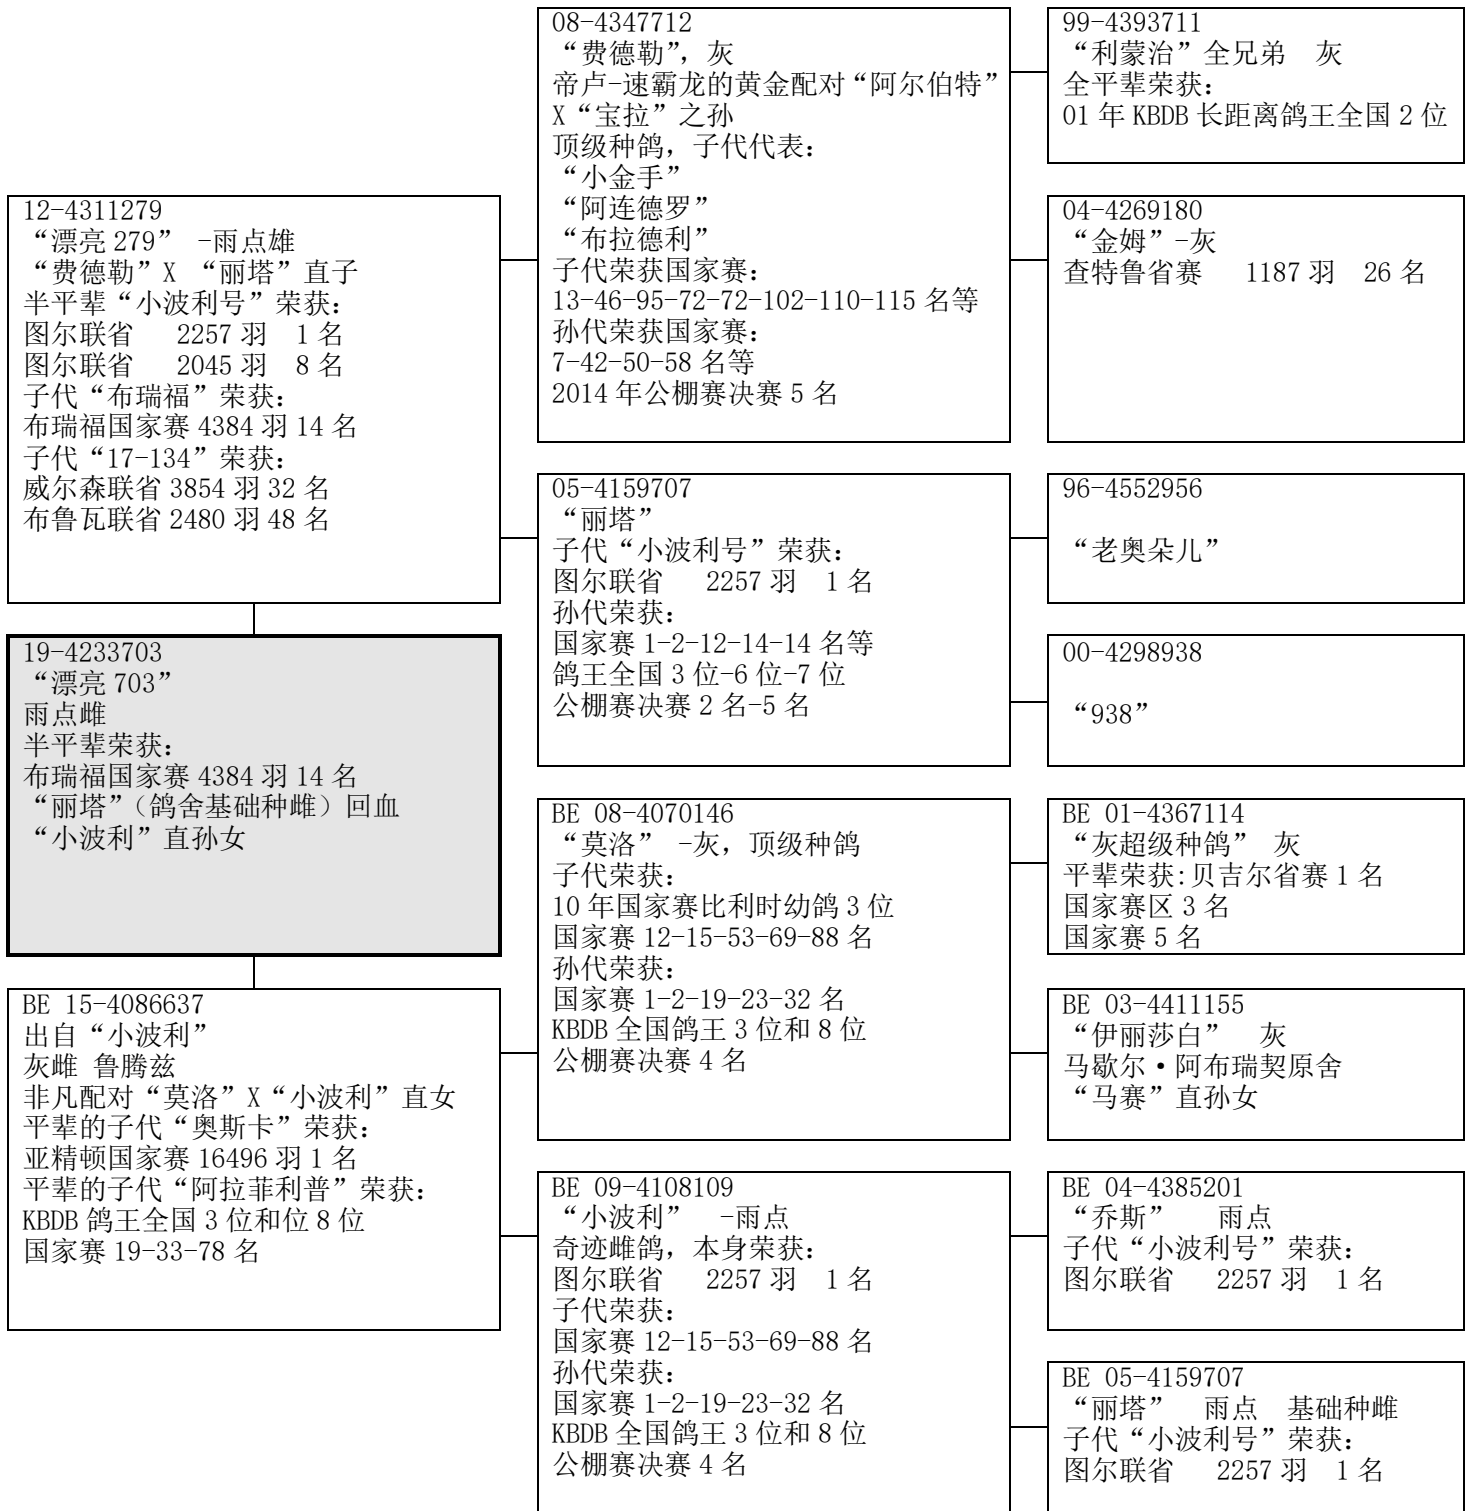 12-4311279
“漂亮 279” -雨点雄
“费德勒”X “丽塔”直子
半平辈“小波利号”荣获：
图尔联省 2257 羽 1 名
图尔联省 2045 羽 8 名
子代“布瑞福”荣获：
布瑞福国家赛 4384 羽 14 名
子代“17-134”荣获：
威尔森联省 3854 羽 32 名
布鲁瓦联省 2480 羽 48 名
19-4233703
“漂亮 703”
雨点雌
半平辈荣获：
布瑞福国家赛 4384 羽 14 名
“丽塔”（鸽舍基础种雌）回血
“小波利”直孙女
BE 15-4086637
出自“小波利”
灰雌 鲁腾兹
非凡配对“莫洛”X“小波利”直女
平辈的子代“奥斯卡”荣获：
亚精顿国家赛 16496 羽 1 名
平辈的子代“阿拉菲利普”荣获：
KBDB 鸽王全国 3 位和位 8 位
国家赛 19-33-78 名
08-4347712
“费德勒”，灰
帝卢-速霸龙的黄金配对“阿尔伯特”
X“宝拉”之孙
顶级种鸽，子代代表：
“小金手”
“阿连德罗”
“布拉德利”
子代荣获国家赛：
13-46-95-72-72-102-110-115 名等
孙代荣获国家赛：
7-42-50-58 名等
2014 年公棚赛决赛 5 名
05-4159707
“丽塔”
子代“小波利号”荣获：
图尔联省 2257 羽 1 名
孙代荣获：
国家赛 1-2-12-14-14 名等
鸽王全国 3 位-6 位-7 位
公棚赛决赛 2 名-5 名
BE 08-4070146
“莫洛” -灰，顶级种鸽
子代荣获：
10 年国家赛比利时幼鸽 3 位
国家赛 12-15-53-69-88 名
孙代荣获：
国家赛 1-2-19-23-32 名
KBDB 全国鸽王 3 位和 8 位
公棚赛决赛 4 名
BE 09-4108109
“小波利” -雨点
奇迹雌鸽，本身荣获：
图尔联省 2257 羽 1 名
子代荣获：
国家赛 12-15-53-69-88 名
孙代荣获：
国家赛 1-2-19-23-32 名
KBDB 全国鸽王 3 位和 8 位
公棚赛决赛 4 名
99-4393711
“利蒙治”全兄弟 灰
全平辈荣获：
01 年 KBDB 长距离鸽王全国 2 位
04-4269180
“金姆”-灰
查特鲁省赛 1187 羽 26 名
96-4552956
“老奥朵儿”
00-4298938
“938”
BE 01-4367114
“灰超级种鸽” 灰
平辈荣获:贝吉尔省赛 1 名
国家赛区 3 名
国家赛 5 名
BE 03-4411155
“伊丽莎白” 灰
马歇尔·阿布瑞契原舍
“马赛”直孙女
BE 04-4385201
“乔斯” 雨点
子代“小波利号”荣获：
图尔联省 2257 羽 1 名
BE 05-4159707
“丽塔” 雨点 基础种雌
子代“小波利号”荣获：
图尔联省 2257 羽 1 名